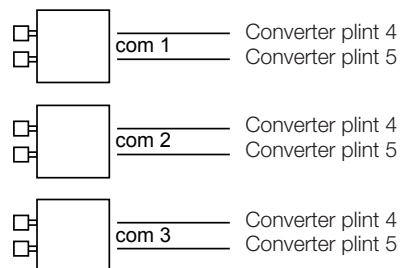 Converter plint 4
com 1
Converter plint 5
Converter plint 4
com 2
Converter plint 5
Converter plint 4
com 3
Converter plint 5